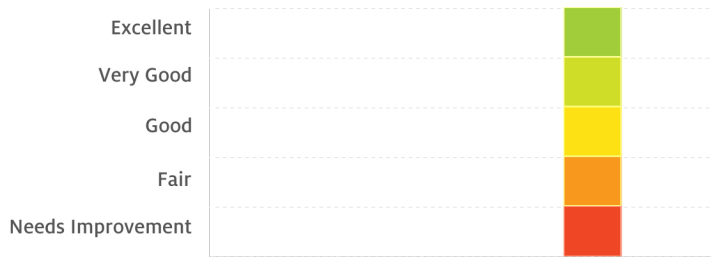 Excellent
Very Good
Good
Fair
Needs Improvement